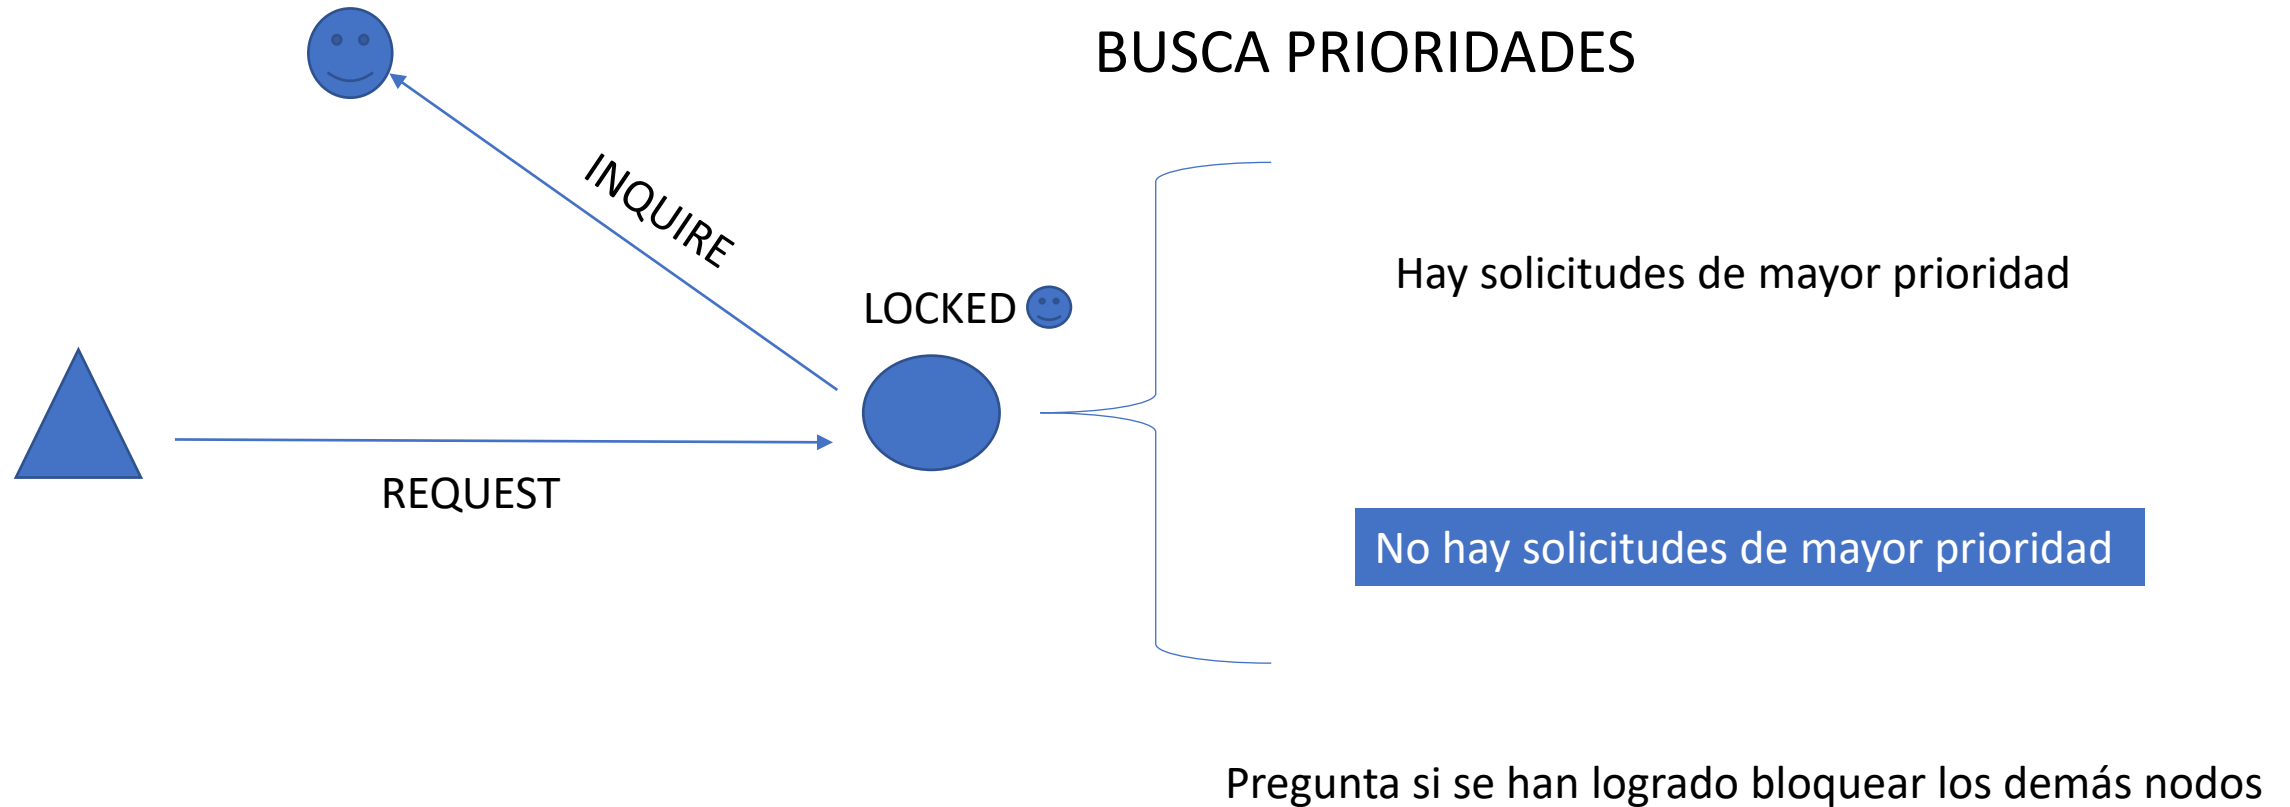 BUSCA PRIORIDADES
INQUIRE
Hay solicitudes de mayor prioridad
LOCKED
REQUEST
No hay solicitudes de mayor prioridad
Pregunta si se han logrado bloquear los demás nodos